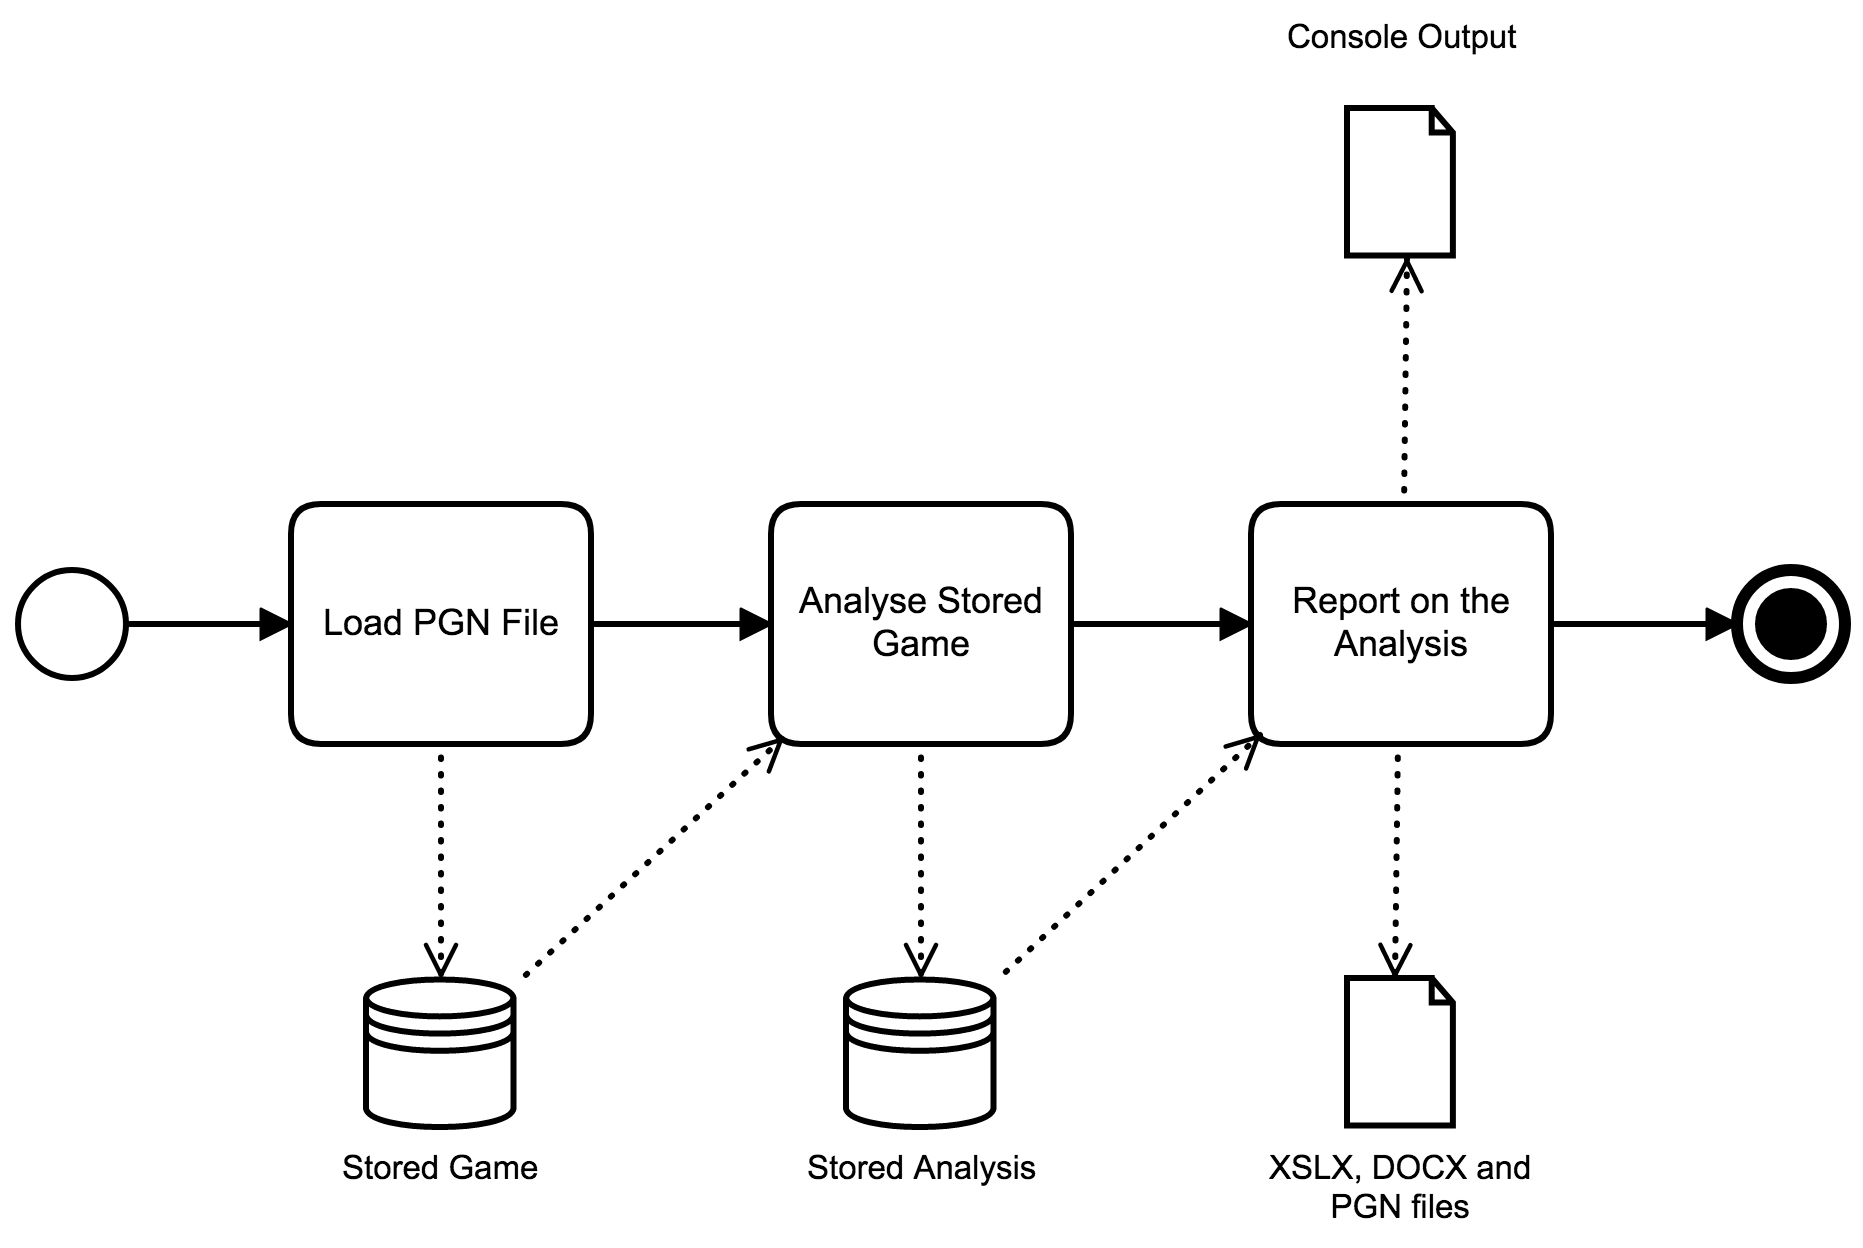 Console Output
Load PGN File
Analyse Stored
Game
Report on the
Analysis
Stored Game
Stored Analysis
XSLX, DOCX and
PGN files